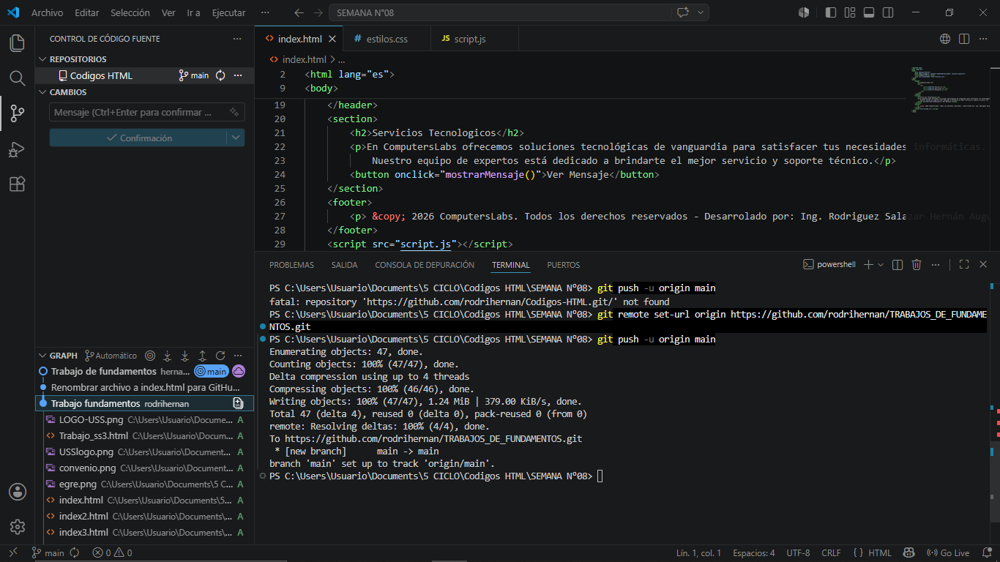 Archivo Editar Selección Ver Ir a Ejecutar ··· SEMANA N°08
CONTROL DE CÓDIGO FUENTE ···
REPOSITORIOS
Codigos HTML main ···
CAMBIOS
Mensaje (Ctrl+Enter para confirmar ...
Confirmación
GRAPH Automático ···
Trabajo de fundamentos herna... main
Renombrar archivo a index.html para GitHu...
Trabajo fundamentos rodrihernan
LOGO-USS.png C:\Users\Usuario\Docume... A
Trabajo_ss3.html C:\Users\Usuario\Docum... A
USSlogo.png C:\Users\Usuario\Document... A
convenio.png C:\Users\Usuario\Document... A
egre.png C:\Users\Usuario\Documents\5 C... A
index.html C:\Users\Usuario\Documents\5... A
index2.html C:\Users\Usuario\Documents\... A
index3.html C:\Users\Usuario\Documents\... A
index.html # estilos.css JS script.js
index.html > ...
2 <html lang="es">
9 <body>
19 </header>
20 <section>
21 <h2>Servicios Tecnologicos</h2>
22 <p>En ComputersLabs ofrecemos soluciones tecnológicas de vanguardia para satisfacer tus necesidades informáticas.
23 Nuestro equipo de expertos está dedicado a brindarte el mejor servicio y soporte técnico.</p>
24 <button onclick="mostrarMensaje()">Ver Mensaje</button>
25 </section>
26 <footer>
27 <p> &copy; 2026 ComputersLabs. Todos los derechos reservados - Desarrolado por: Ing. Rodriguez Salazar Hernán Augu
28 </footer>
29 <script src="script.js"></script>
PROBLEMAS SALIDA CONSOLA DE DEPURACIÓN TERMINAL PUERTOS powershell ···
PS C:\Users\Usuario\Documents\5 CICLO\Codigos HTML\SEMANA Nº08> git push -u origin main
fatal: repository 'https://github.com/rodrihernan/Codigos-HTML.git/' not found
PS C:\Users\Usuario\Documents\5 CICLO\Codigos HTML\SEMANA Nº08> git remote set-url origin https://github.com/rodrihernan/TRABAJOS_DE_FUNDAME
NTOS.git
PS C:\Users\Usuario\Documents\5 CICLO\Codigos HTML\SEMANA Nº08> git push -u origin main
Enumerating objects: 47, done.
Counting objects: 100% (47/47), done.
Delta compression using up to 4 threads
Compressing objects: 100% (46/46), done.
Writing objects: 100% (47/47), 1.24 MiB | 379.00 KiB/s, done.
Total 47 (delta 4), reused 0 (delta 0), pack-reused 0 (from 0)
remote: Resolving deltas: 100% (4/4), done.
To https://github.com/rodrihernan/TRABAJOS_DE_FUNDAMENTOS.git
* [new branch] main -> main
branch 'main' set up to track 'origin/main'.
PS C:\Users\Usuario\Documents\5 CICLO\Codigos HTML\SEMANA Nº08>
main 0 0 Lín. 1, col. 1 Espacios: 4 UTF-8 CRLF { } HTML Go Live